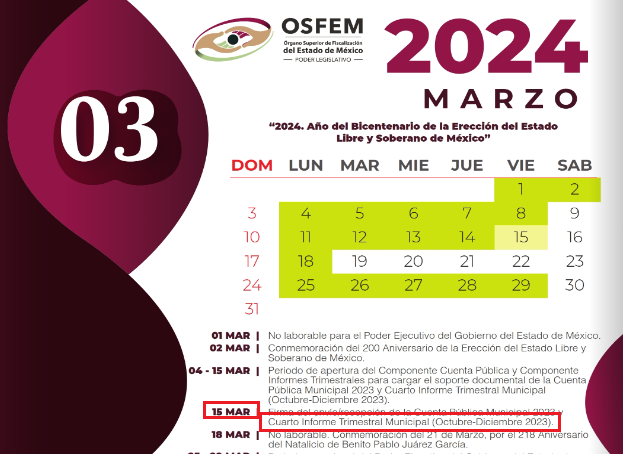 03
OSFEM
Órgano Superior de Fiscalización
del Estado de México
PODER LEGISLATIVO
2024
MARZO
“2024. Año del Bicentenario de la Erección del Estado
Libre y Soberano de México”
DOM LUN MAR MIE JUE VIE SAB
1 2
3 4 5 6 7 8 9
10 11 12 13 14 15 16
17 18 19 20 21 22 23
24 25 26 27 28 29 30
31
01 MAR | No laborable para el Poder Ejecutivo del Gobierno del Estado de México.
02 MAR | Conmemoración del 200 Aniversario de la Erección del Estado Libre y
Soberano de México.
04 - 15 MAR | Periodo de apertura del Componente Cuenta Pública y Componente
Informes Trimestrales para cargar el soporte documental de la Cuenta
Pública Municipal 2023 y Cuarto Informe Trimestral Municipal
(Octubre-Diciembre 2023).
15 MAR | Firma del envío/recepción de la Cuenta Pública Municipal 2023 y
Cuarto Informe Trimestral Municipal (Octubre-Diciembre 2023).
18 MAR | No laborable. Conmemoración del 21 de Marzo, por el 218 Aniversario
del Natalicio de Benito Pablo Juárez García.